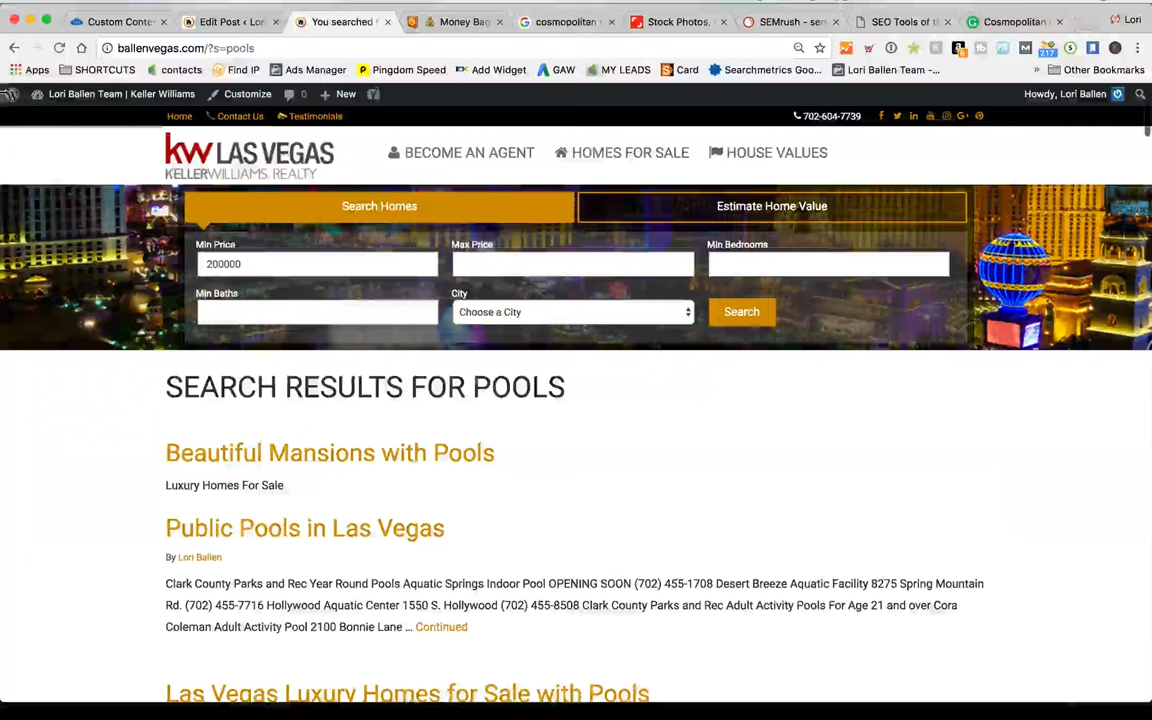 Custom Conte
Edit Post ‹ Lori
You searched f
Money Bag
cosmopolitan v
Stock Photos,
SEMrush - ser
SEO Tools of th
Cosmopolitan
Lori
ballenvegas.com/?s=pools
217
Apps
SHORTCUTS
contacts
Find IP
Ads Manager
Pingdom Speed
Add Widget
GAW
MY LEADS
Card
Searchmetrics Goo...
Lori Ballen Team -...
»
Other Bookmarks
Lori Ballen Team | Keller Williams
Customize
0
New
Howdy, Lori Ballen
Home
Contact Us
Testimonials
702-604-7739
kw LAS VEGAS
KELLERWILLIAMS. REALTY
BECOME AN AGENT
HOMES FOR SALE
HOUSE VALUES
Search Homes
Estimate Home Value
Min Price
Max Price
Min Bedrooms
200000
Min Baths
City
Choose a City
Search
SEARCH RESULTS FOR POOLS
Beautiful Mansions with Pools
Luxury Homes For Sale
Public Pools in Las Vegas
By Lori Ballen
Clark County Parks and Rec Year Round Pools Aquatic Springs Indoor Pool OPENING SOON (702) 455-1708 Desert Breeze Aquatic Facility 8275 Spring Mountain
Rd. (702) 455-7716 Hollywood Aquatic Center 1550 S. Hollywood (702) 455-8508 Clark County Parks and Rec Adult Activity Pools For Age 21 and over Cora
Coleman Adult Activity Pool 2100 Bonnie Lane ... Continued
Las Vegas Luxury Homes for Sale with Pools